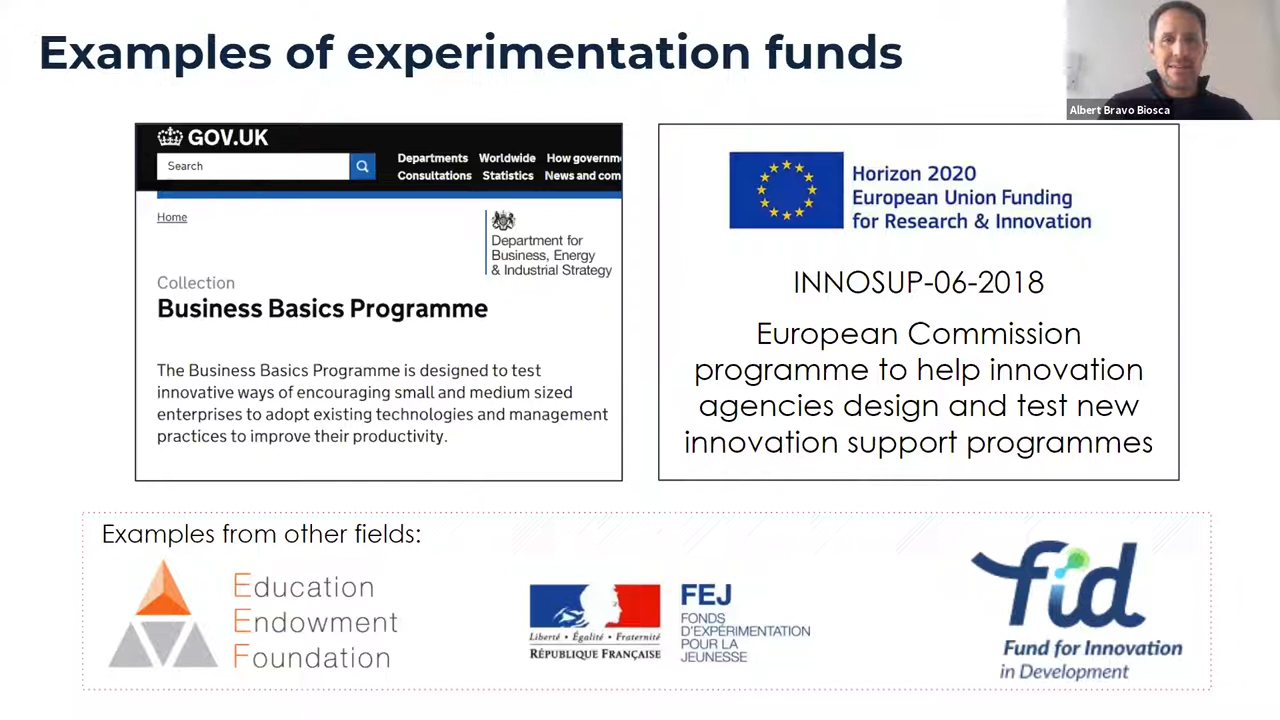 Examples of experimentation funds
Albert Bravo Biosca
GOV.UK
Search
Departments Worldwide How governm
Consultations Statistics News and com
Home
Department for
Business, Energy
& Industrial Strategy
Collection
Business Basics Programme
The Business Basics Programme is designed to test
innovative ways of encouraging small and medium sized
enterprises to adopt existing technologies and management
practices to improve their productivity.
Horizon 2020
European Union Funding
for Research & Innovation
INNOSUP-06-2018
European Commission
programme to help innovation
agencies design and test new
innovation support programmes
Examples from other fields:
Education
Endowment
Foundation
Liberté • Égalité • Fraternité
RÉPUBLIQUE FRANÇAISE
FEJ
FONDS
D'EXPÉRIMENTATION
POUR LA
JEUNESSE
fid
Fund for Innovation
in Development